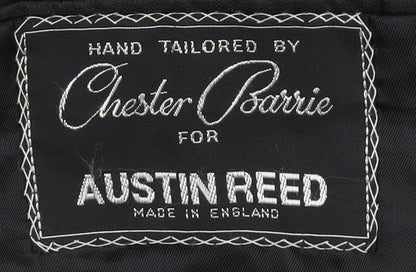 HAND TAILORED BY
Chester Barrie
FOR
AUSTIN REED
MADE IN ENGLAND